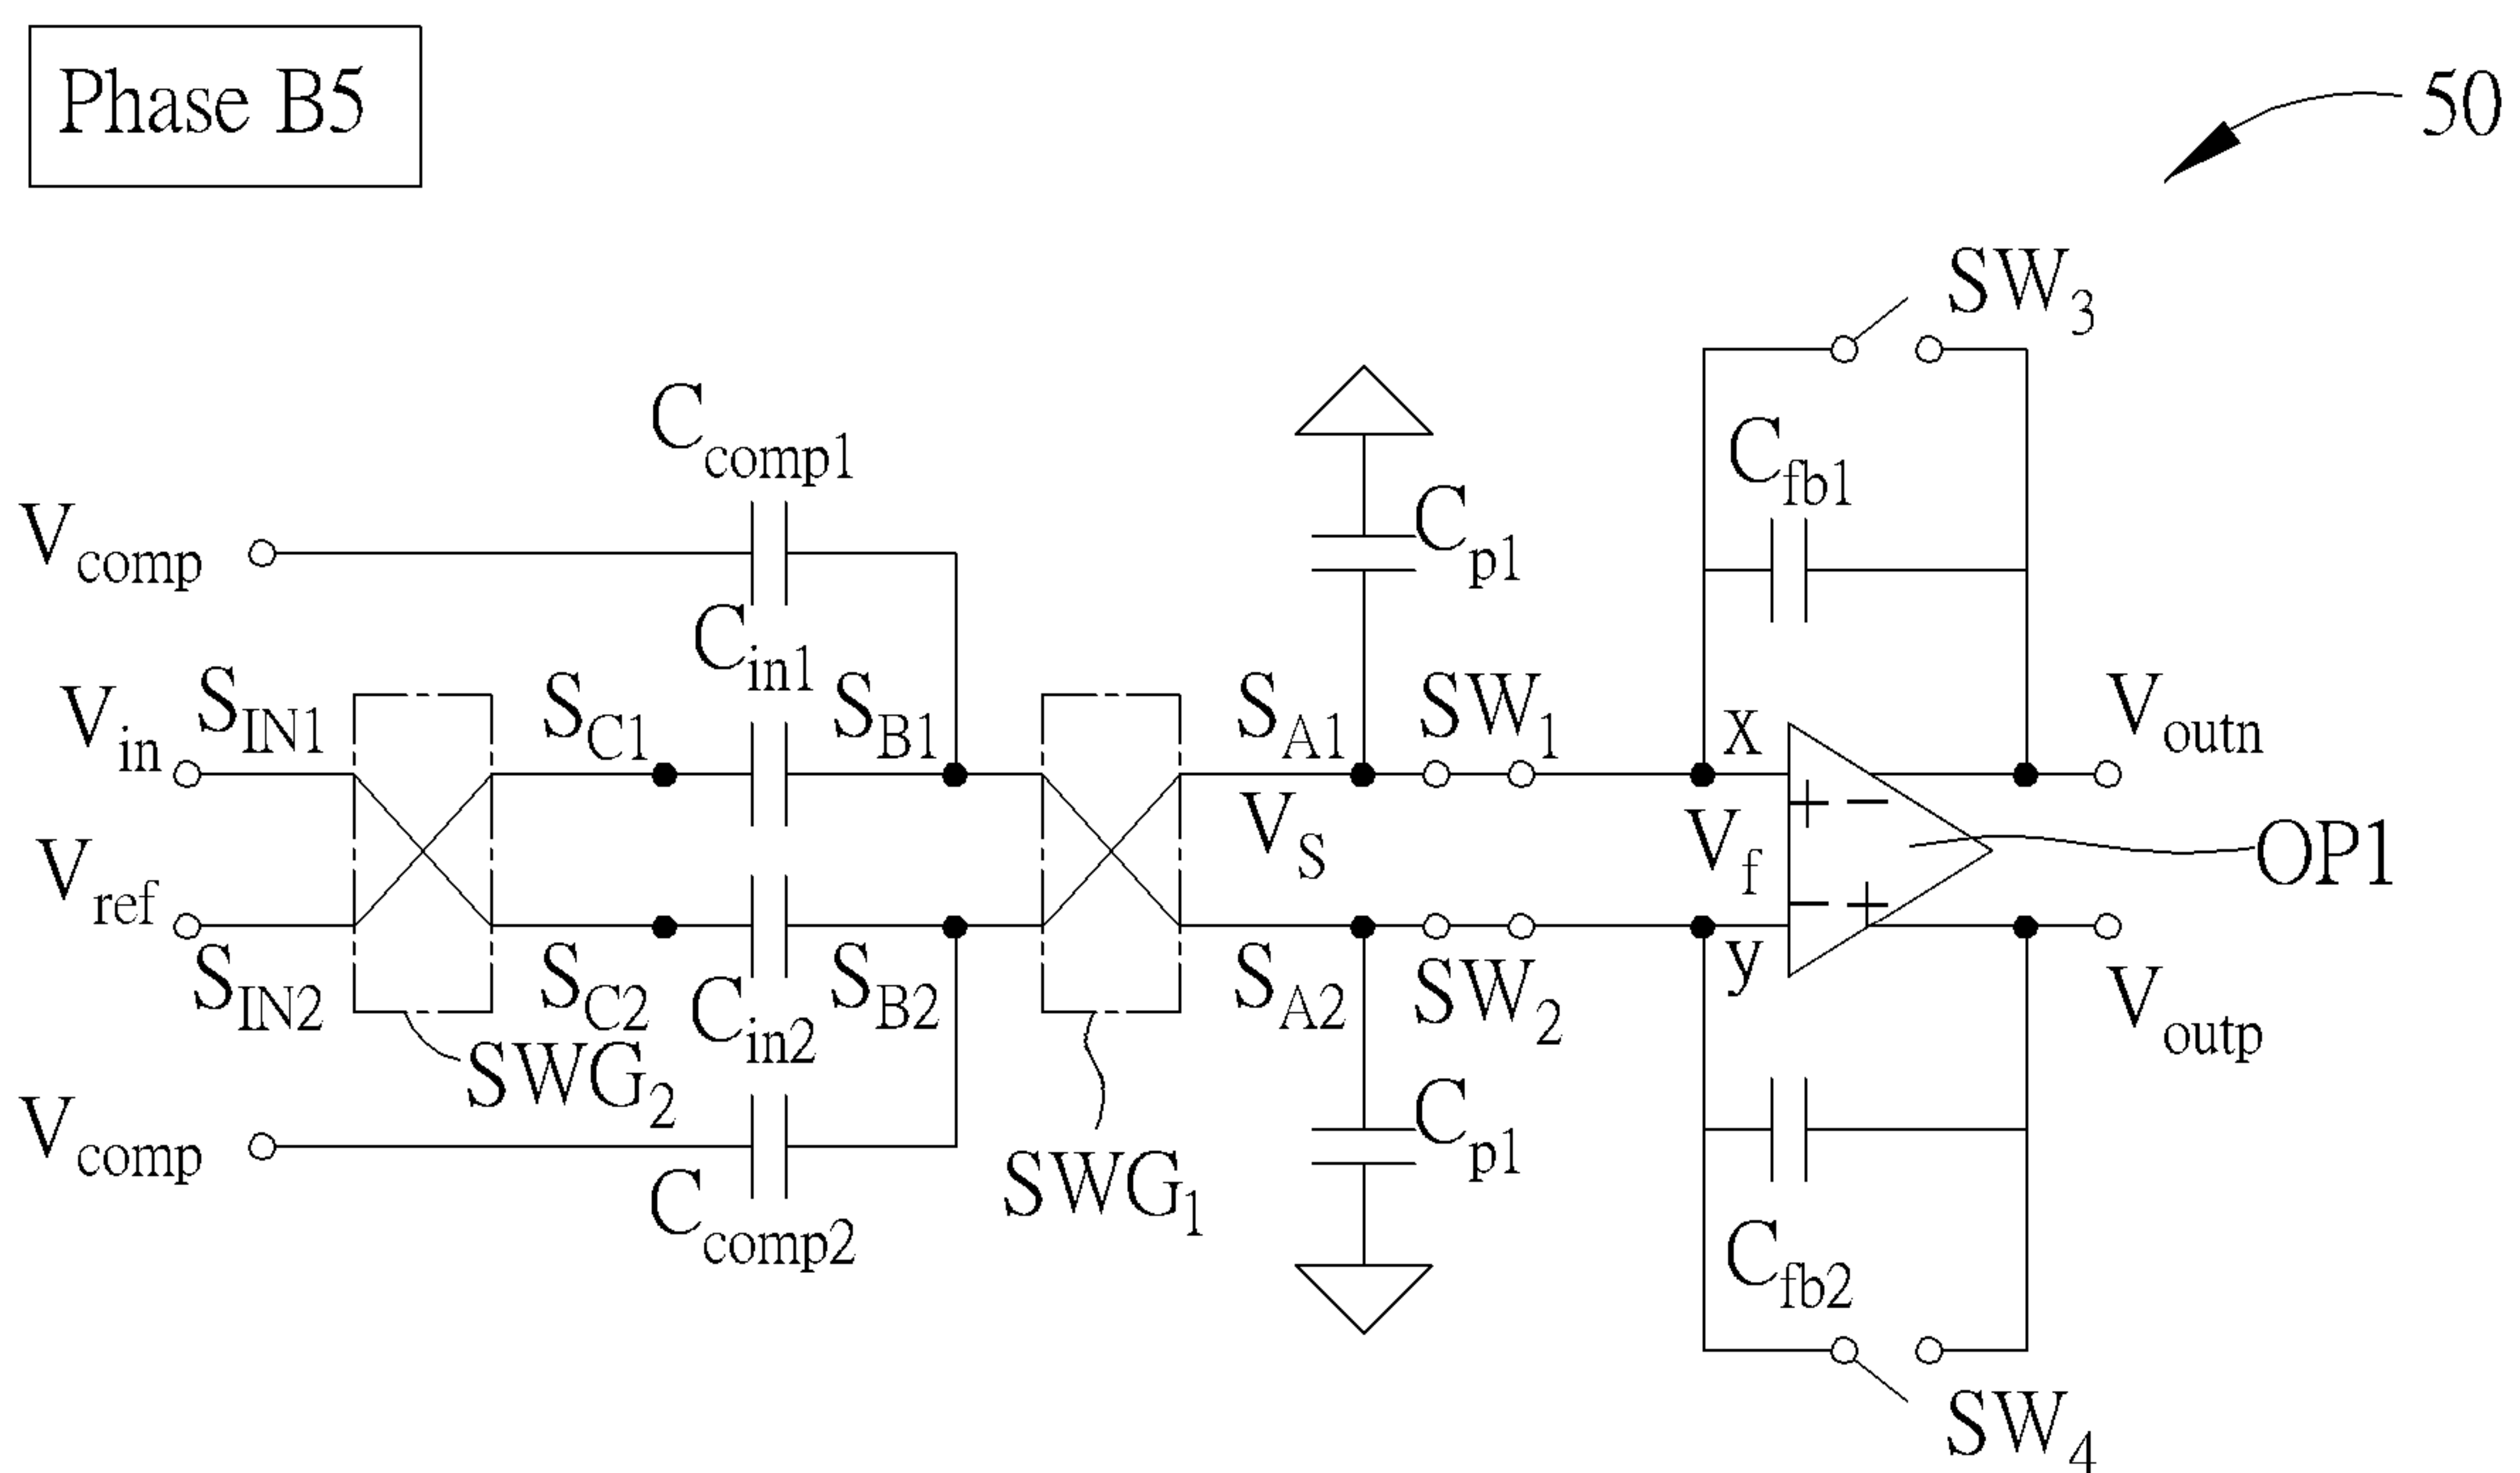 Phase B5
50
SW3
Ccomp1
Cfb1
Vcomp
Cp1
Cin1
Vin
SIN1
SC1
SB1
SA1
SW1
x
Voutn
+ −
VS
Vf
OP1
Vref
− +
SIN2
SC2
Cin2
SB2
SA2
SW2
y
Voutp
SWG2
Vcomp
Cp1
SWG1
Ccomp2
Cfb2
SW4